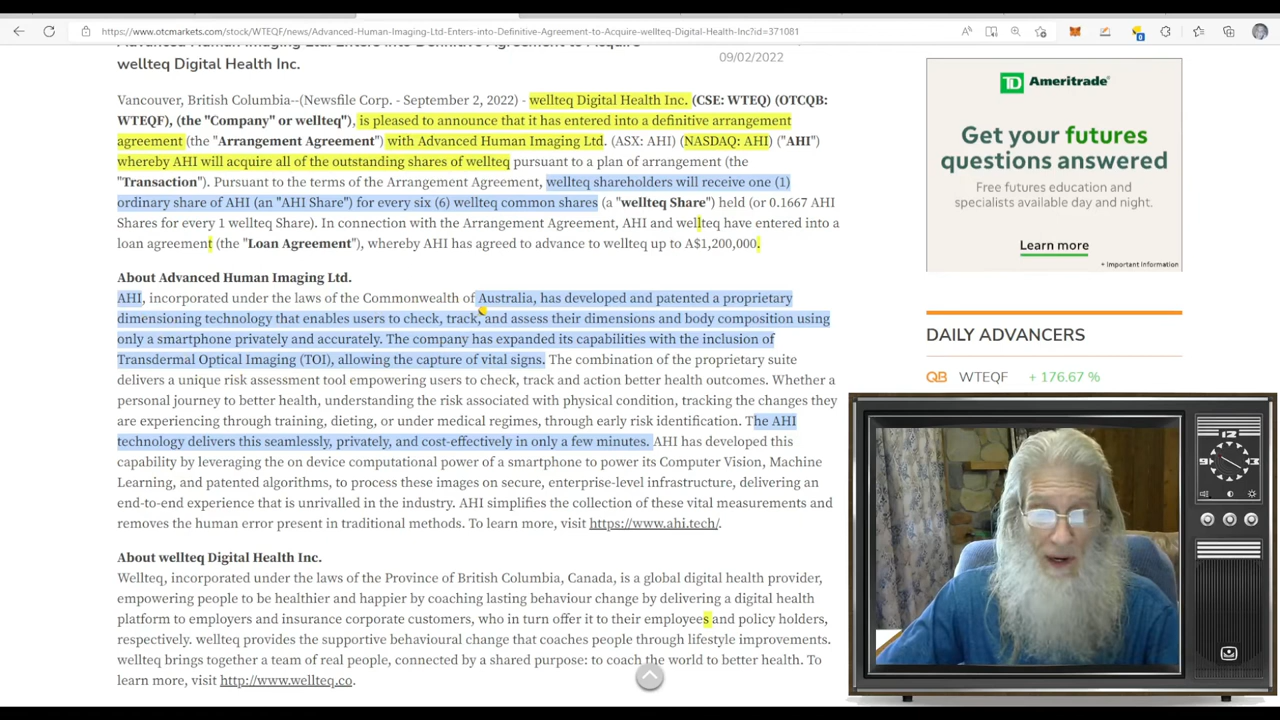 https://www.otcmarkets.com/stock/WTEQF/news/Advanced-Human-Imaging-Ltd-Enters-into-Definitive-Agreement-to-Acquire-wellteq-Digital-Health-Inc?id=371081
Advanced Human Imaging Ltd. Enters into Definitive Agreement to Acquire
wellteq Digital Health Inc.
09/02/2022
Vancouver, British Columbia--(Newsfile Corp. - September 2, 2022) - wellteq Digital Health Inc. (CSE: WTEQ) (OTCQB:
WTEQF), (the "Company" or wellteq"), is pleased to announce that it has entered into a definitive arrangement
agreement (the "Arrangement Agreement") with Advanced Human Imaging Ltd. (ASX: AHI) (NASDAQ: AHI) ("AHI")
whereby AHI will acquire all of the outstanding shares of wellteq pursuant to a plan of arrangement (the
"Transaction"). Pursuant to the terms of the Arrangement Agreement, wellteq shareholders will receive one (1)
ordinary share of AHI (an "AHI Share") for every six (6) wellteq common shares (a "wellteq Share") held (or 0.1667 AHI
Shares for every 1 wellteq Share). In connection with the Arrangement Agreement, AHI and wellteq have entered into a
loan agreement (the "Loan Agreement"), whereby AHI has agreed to advance to wellteq up to A$1,200,000.
About Advanced Human Imaging Ltd.
AHI, incorporated under the laws of the Commonwealth of Australia, has developed and patented a proprietary
dimensioning technology that enables users to check, track, and assess their dimensions and body composition using
only a smartphone privately and accurately. The company has expanded its capabilities with the inclusion of
Transdermal Optical Imaging (TOI), allowing the capture of vital signs. The combination of the proprietary suite
delivers a unique risk assessment tool empowering users to check, track and action better health outcomes. Whether a
personal journey to better health, understanding the risk associated with physical condition, tracking the changes they
are experiencing through training, dieting, or under medical regimes, through early risk identification. The AHI
technology delivers this seamlessly, privately, and cost-effectively in only a few minutes. AHI has developed this
capability by leveraging the on device computational power of a smartphone to power its Computer Vision, Machine
Learning, and patented algorithms, to process these images on secure, enterprise-level infrastructure, delivering an
end-to-end experience that is unrivalled in the industry. AHI simplifies the collection of these vital measurements and
removes the human error present in traditional methods. To learn more, visit https://www.ahi.tech/.
About wellteq Digital Health Inc.
Wellteq, incorporated under the laws of the Province of British Columbia, Canada, is a global digital health provider,
empowering people to be healthier and happier by coaching lasting behaviour change by delivering a digital health
platform to employers and insurance corporate customers, who in turn offer it to their employees and policy holders,
respectively. wellteq provides the supportive behavioural change that coaches people through lifestyle improvements.
wellteq brings together a team of real people, connected by a shared purpose: to coach the world to better health. To
learn more, visit http://www.wellteq.co.
TD Ameritrade
Get your futures
questions answered
Free futures education and
specialists available day and night.
Learn more
* Important Information
DAILY ADVANCERS
QB WTEQF + 176.67 %
12
9 3